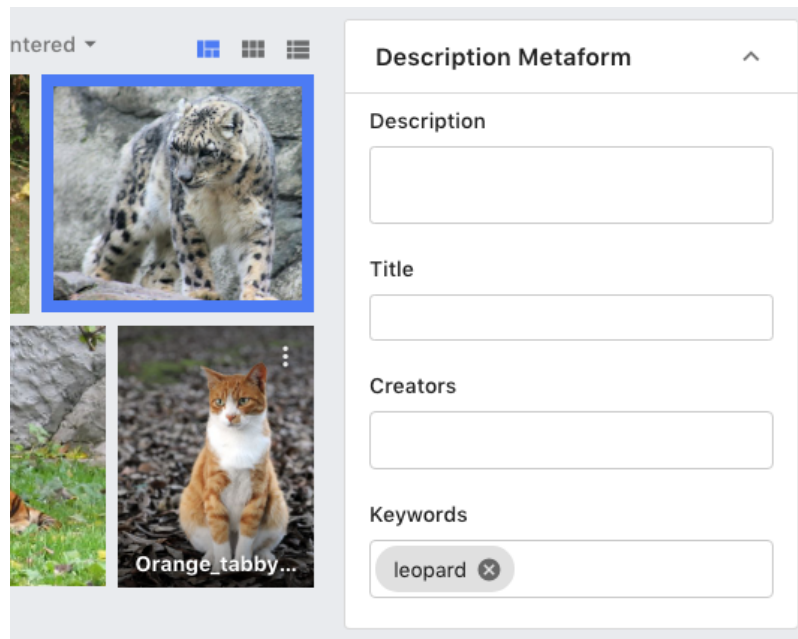 ntered
Description Metaform
Description
Title
Creators
Keywords
leopard
Orange_tabby...